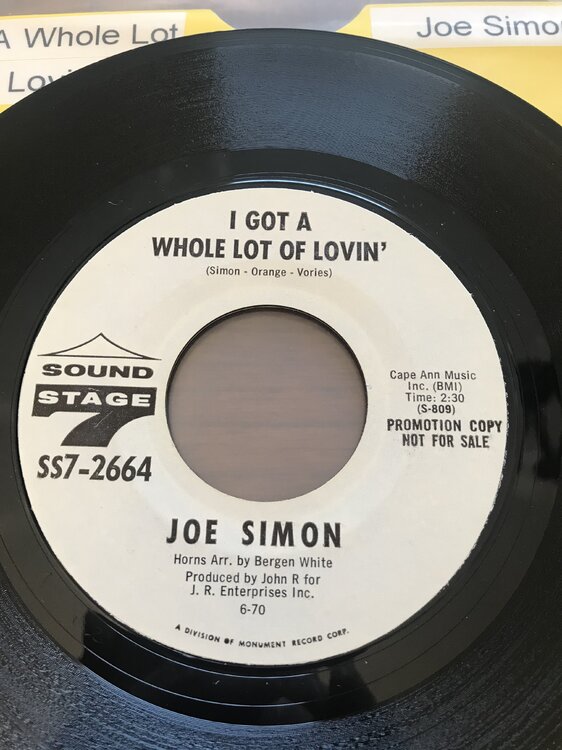 A Whole Lot
Joe Simon
I GOT A
WHOLE LOT OF LOVIN'
(Simon - Orange - Vories)
SOUND
STAGE
7
SS7-2664
Cape Ann Music
Inc. (BMI)
Time: 2:30
(S-809)
PROMOTION COPY
NOT FOR SALE
JOE SIMON
Horns Arr. by Bergen White
Produced by John R for
J. R. Enterprises Inc.
6-70
A DIVISION OF MONUMENT RECORD CORP.